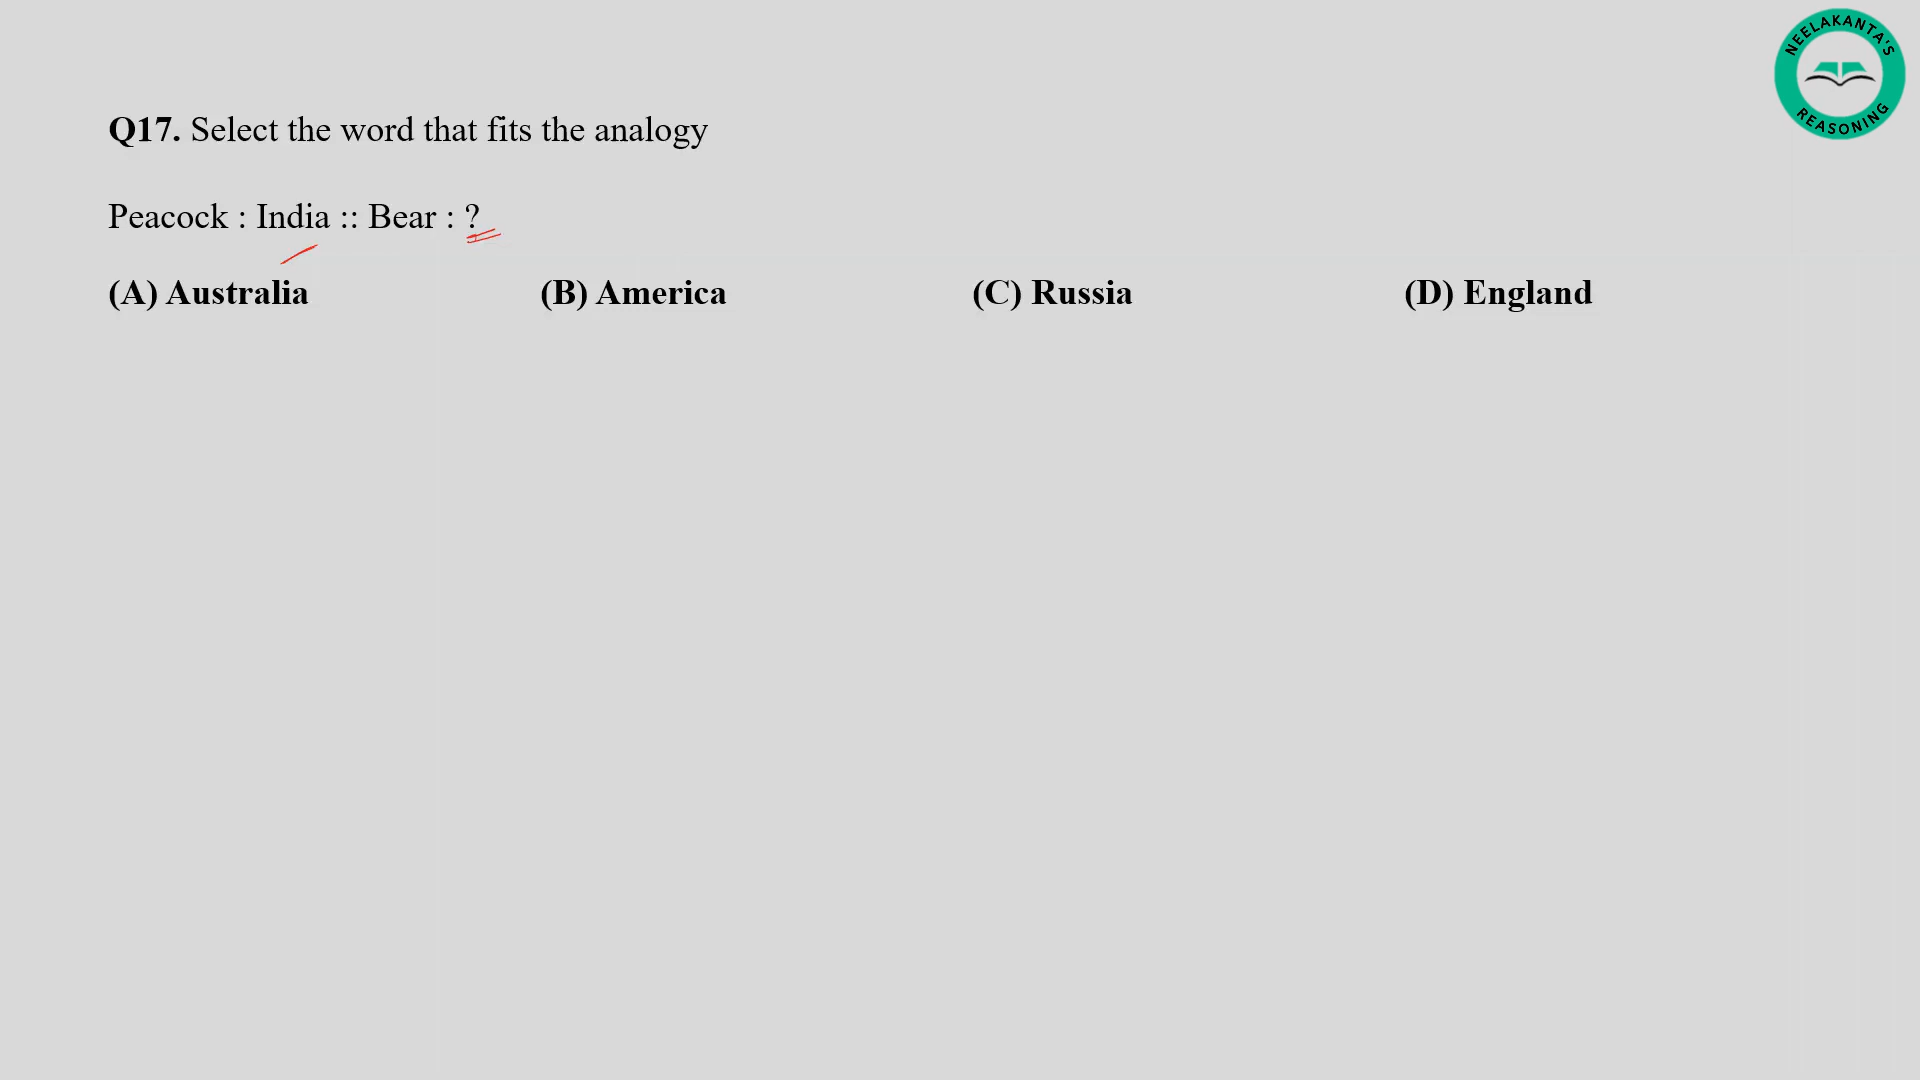 NEELAKANTA'S
REASONING
Q17. Select the word that fits the analogy
Peacock : India :: Bear : ?
(A) Australia (B) America (C) Russia (D) England